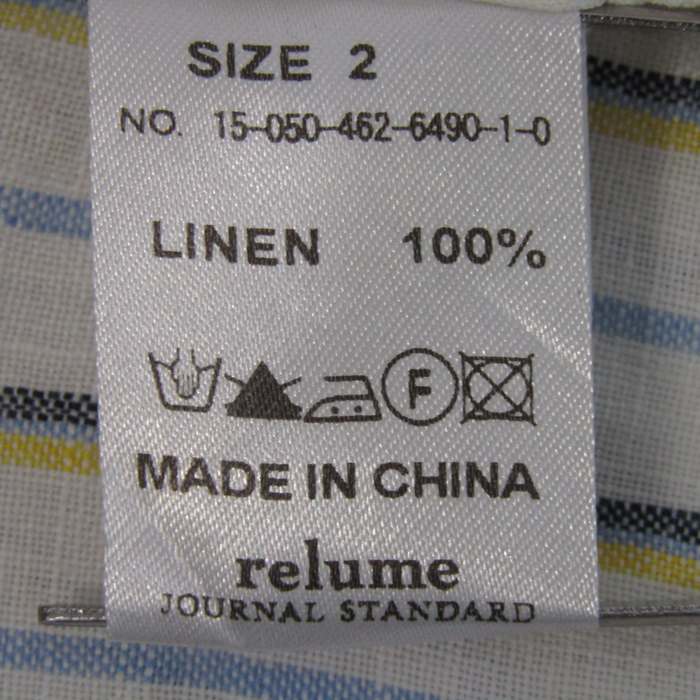 SIZE 2
NO. 15-050-462-6490-1-0
LINEN 100%
F
MADE IN CHINA
relume
JOURNAL STANDARD